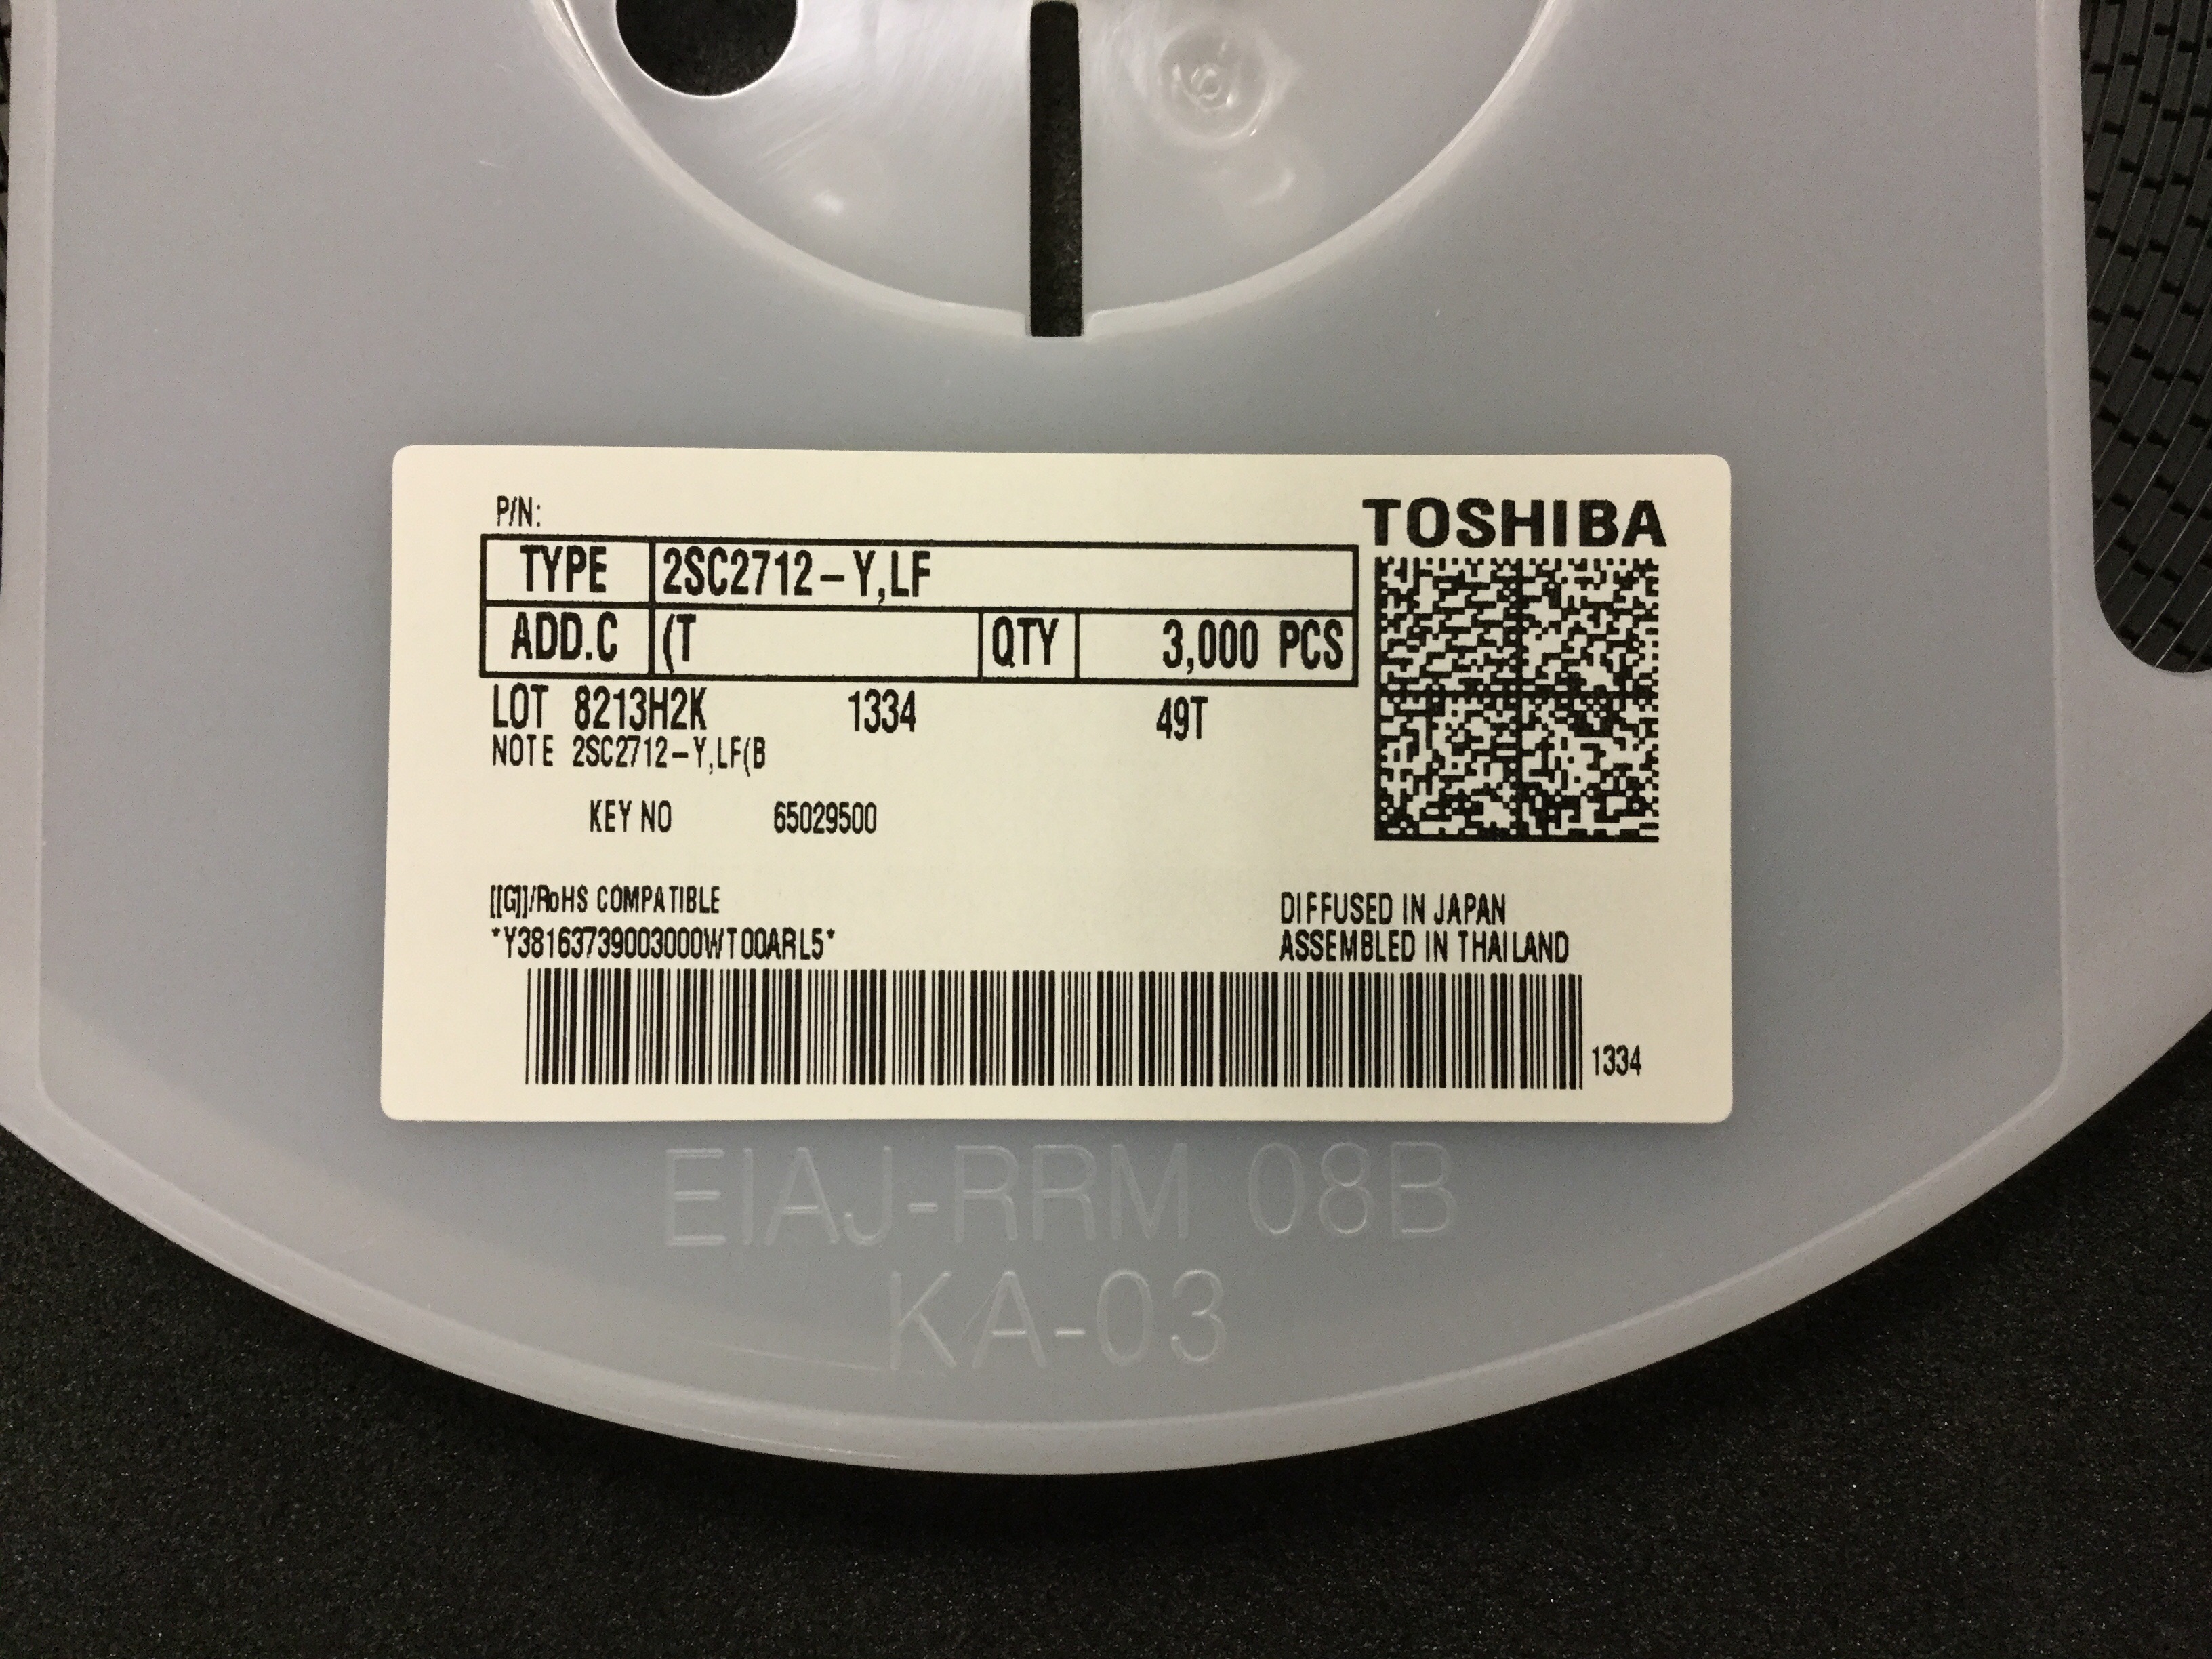 P/N:
TOSHIBA
TYPE 2SC2712-Y,LF
ADD.C (T QTY 3,000 PCS
LOT 8213H2K 1334 49T
NOTE 2SC2712-Y,LF(B
KEY NO 65029500
[[G]]/RoHS COMPATIBLE
*Y38163739003000WT00ARL5*
DIFFUSED IN JAPAN
ASSEMBLED IN THAILAND
1334
EIAJ-RRM 08B
KA-03